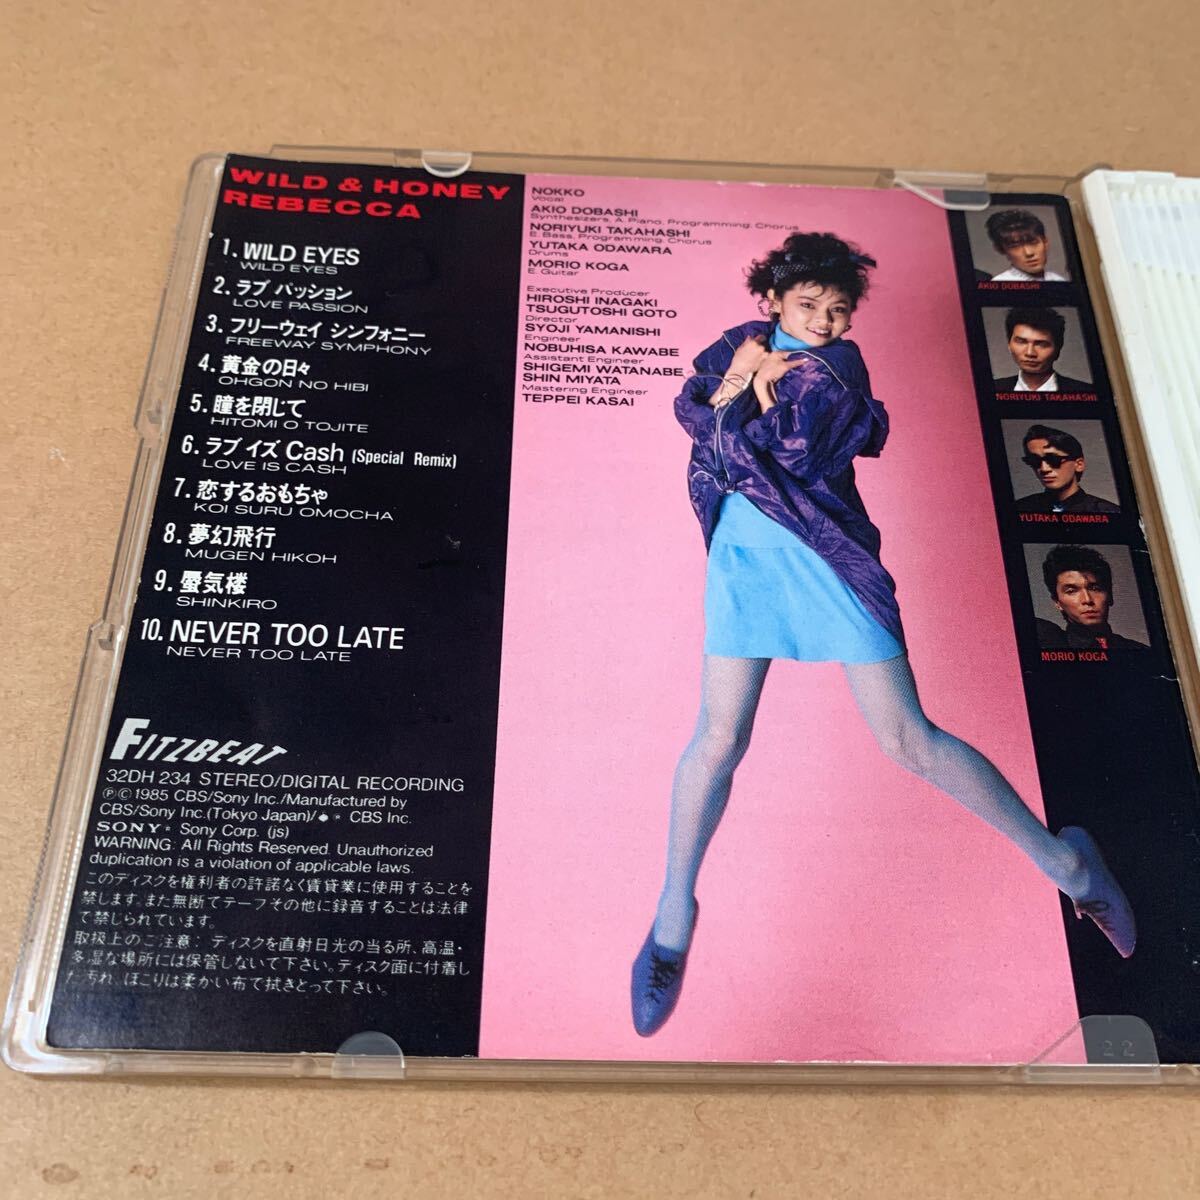 WILD & HONEY
REBECCA
1. WILD EYES
WILD EYES
2. ラブ パッション
LOVE PASSION
3. フリーウェイ シンフォニー
FREEWAY SYMPHONY
4. 黄金の日々
OHGON NO HIBI
5. 瞳を閉じて
HITOMI O TOJITE
6. ラブ イズ Cash (Special Remix)
LOVE IS CASH
7. 恋するおもちゃ
KOI SURU OMOCHA
8. 夢幻飛行
MUGEN HIKOH
9. 蜃気楼
SHINKIRO
10. NEVER TOO LATE
NEVER TOO LATE
FITZBEAT
32DH 234 STEREO/DIGITAL RECORDING
ⓅⒸ1985 CBS/Sony Inc./Manufactured by
CBS/Sony Inc.(Tokyo Japan)/ ® CBS Inc.
SONY® Sony Corp. (js)
WARNING: All Rights Reserved. Unauthorized
duplication is a violation of applicable laws.
このディスクを権利者の許諾なく賃貸業に使用することを
禁じます。また無断でテープその他に録音することは法律
で禁じられています。
取扱上のご注意: ディスクを直射日光の当る所、高温・
多湿な場所には保管しないで下さい。ディスク面に付着し
た汚れ、ほこりは柔かい布で拭きとって下さい。
NOKKO
Vocal
AKIO DOBASHI
Synthesizers, A. Piano, Programming, Chorus
NORIYUKI TAKAHASHI
E. Bass, Programming, Chorus
YUTAKA ODAWARA
Drums
MORIO KOGA
E. Guitar
Executive Producer
HIROSHI INAGAKI
TSUGUTOSHI GOTO
Director
SYOJI YAMANISHI
Engineer
NOBUHISA KAWABE
Assistant Engineer
SHIGEMI WATANABE
SHIN MIYATA
Mastering Engineer
TEPPEI KASAI
AKIO DOBASHI
NORIYUKI TAKAHASHI
YUTAKA ODAWARA
MORIO KOGA
22